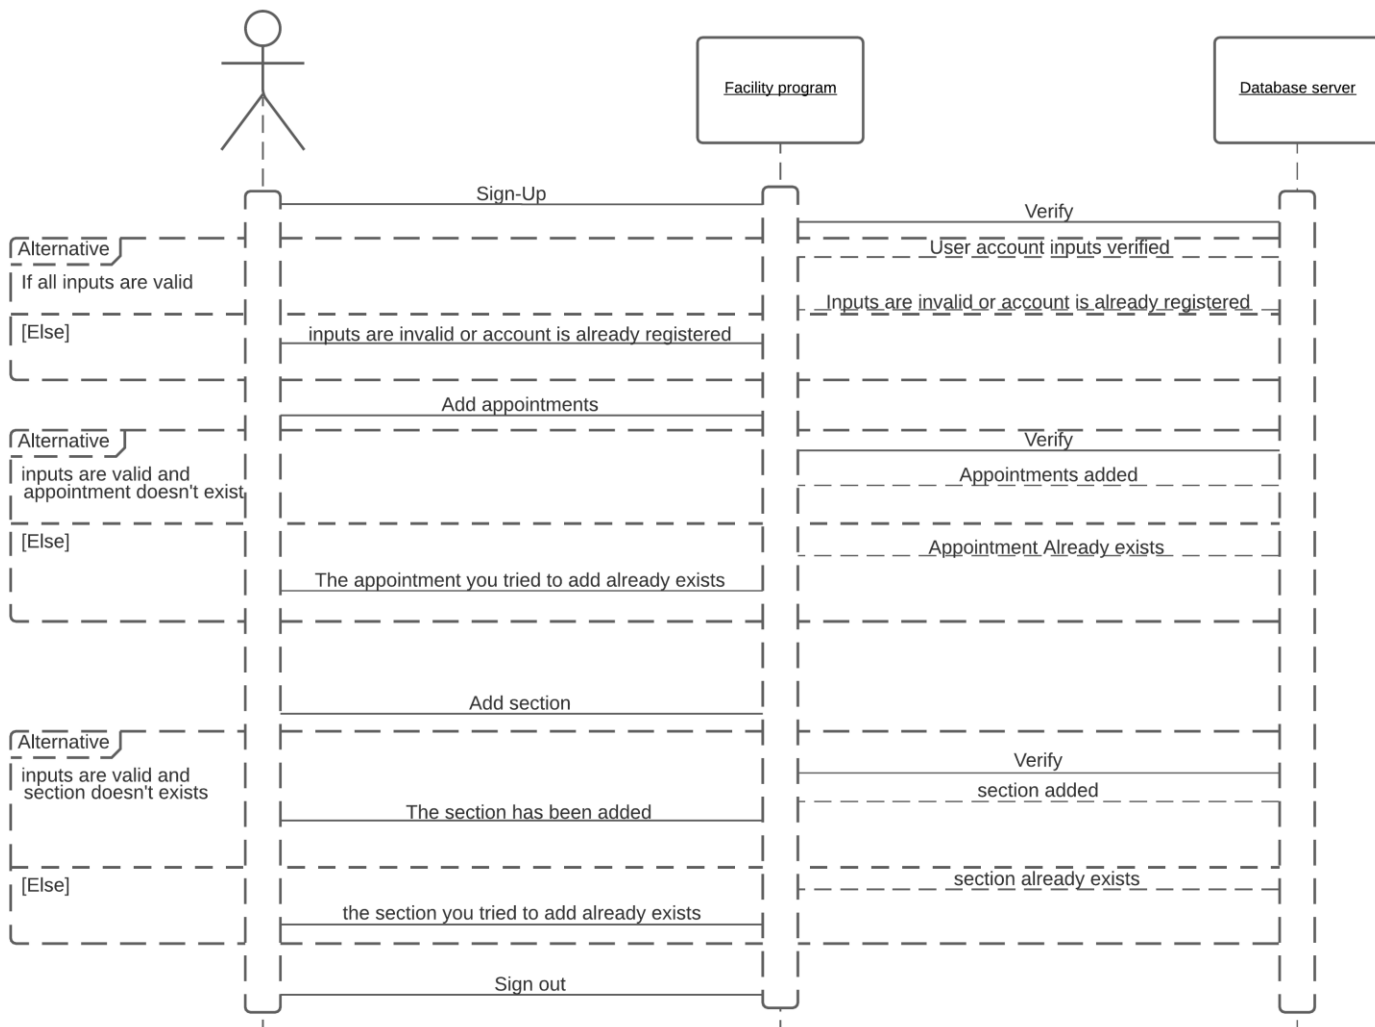 Facility program
Database server
Sign-Up
Verify
Alternative
User account inputs verified
If all inputs are valid
Inputs are invalid or account is already registered
[Else]
inputs are invalid or account is already registered
Add appointments
Alternative
Verify
inputs are valid and
appointment doesn't exist
Appointments added
[Else]
Appointment Already exists
The appointment you tried to add already exists
Add section
Alternative
Verify
inputs are valid and
section doesn't exists
section added
The section has been added
[Else]
section already exists
the section you tried to add already exists
Sign out